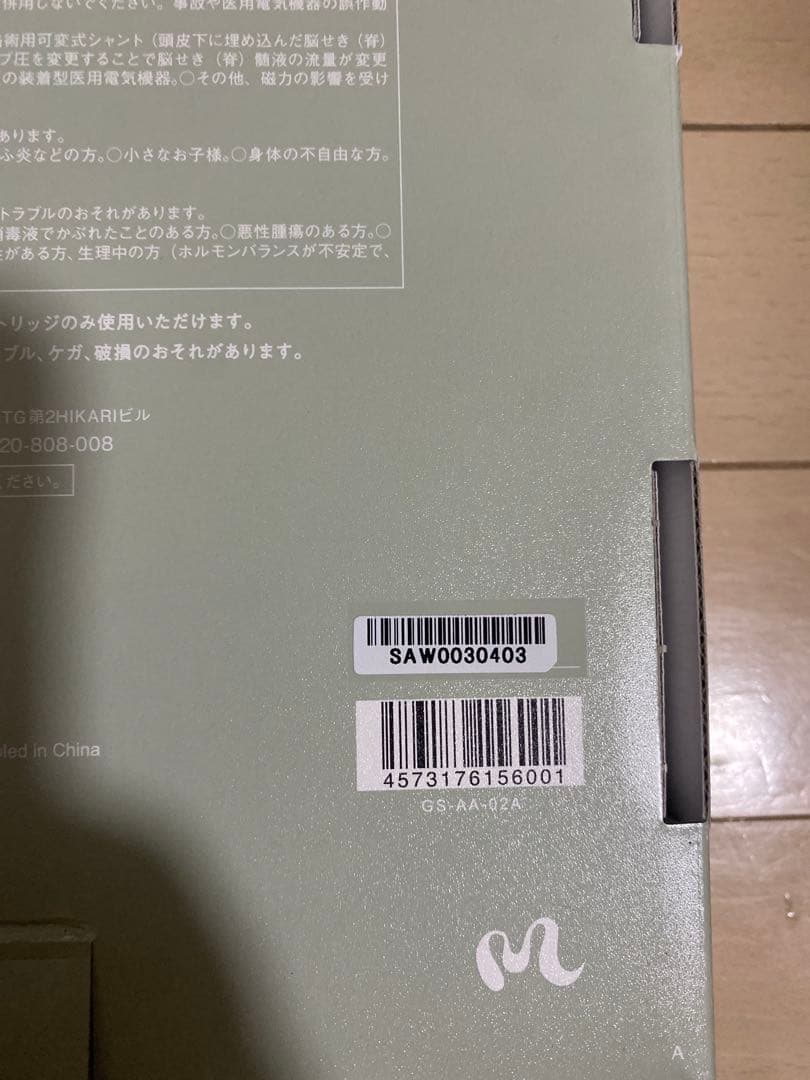 併用しないでください。事故や医用電気機器の誤作動
術用可変式シャント（頭皮下に埋め込んだ脳せき（脊）
ブ圧を変更することで脳せき（脊）髄液の流量が変更
の装着型医用電気機器。○その他、磁力の影響を受け
あります。
ふ炎などの方。○小さなお子様。○身体の不自由な方。
トラブルのおそれがあります。
消毒液でかぶれたことのある方。○悪性腫瘍のある方。○
がある方、生理中の方（ホルモンバランスが不安定で、
トリッジのみ使用いただけます。
ブル、ケガ、破損のおそれがあります。
TG第2HIKARIビル
20-808-008
ください。
SAW0030403
4573176156001
GS-AA-02A
led in China
A